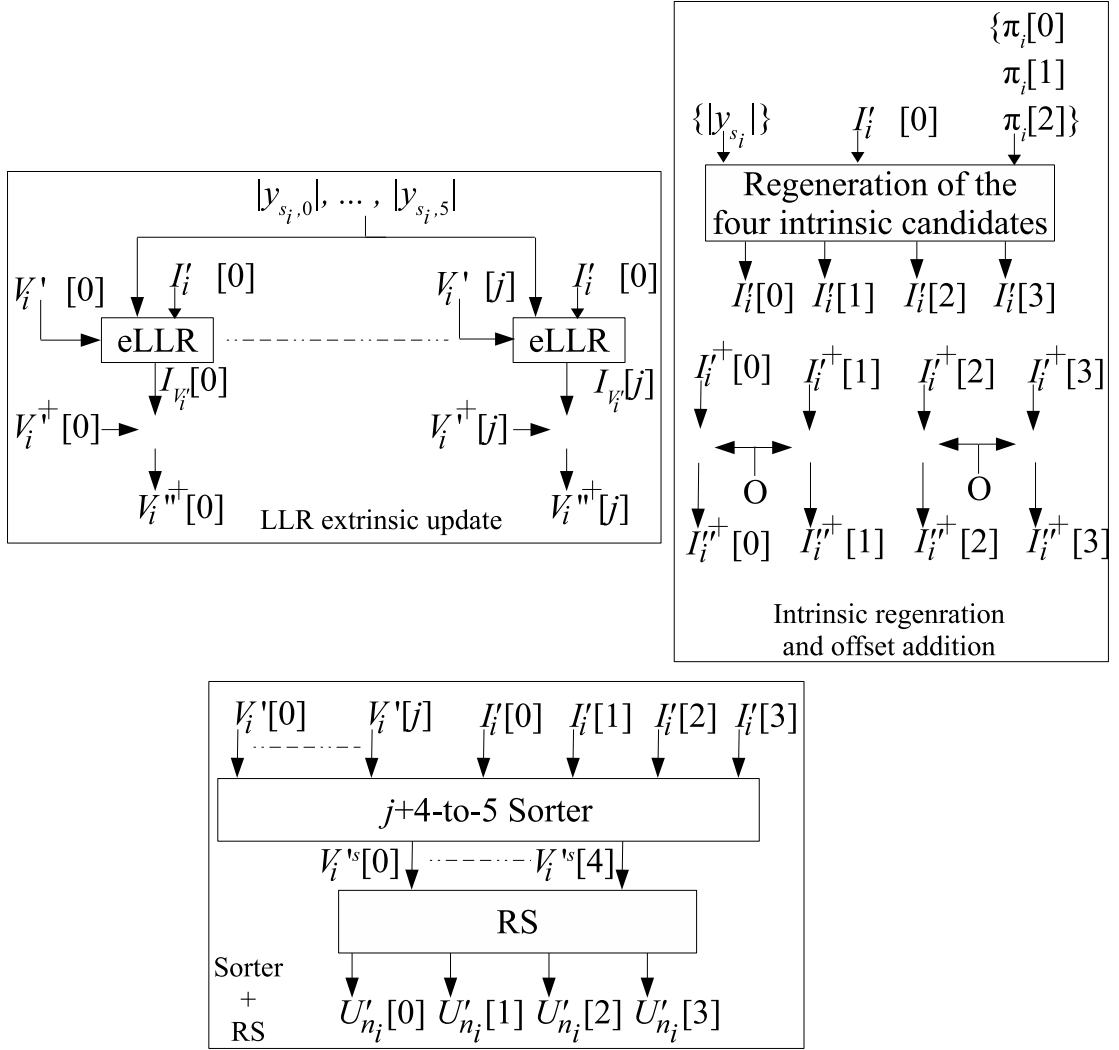 |y_{s_i,0}|, ... , |y_{s_i,5}|
V_i' [0] I_i' [0] V_i' [j] I_i' [0]
eLLR eLLR
I_{V_i'}[0] I_{V_i'}[j]
V_i'^+[0] V_i'^+[j]
V_i''^+[0] V_i''^+[j]
LLR extrinsic update
{π_i[0]
π_i[1]
{|y_{s_i}|} I_i' [0] π_i[2]}
Regeneration of the
four intrinsic candidates
I_i'[0] I_i'[1] I_i'[2] I_i'[3]
I_i'^+[0] I_i'^+[1] I_i'^+[2] I_i'^+[3]
O O
I_i''^+[0] I_i''^+[1] I_i''^+[2] I_i''^+[3]
Intrinsic regenration
and offset addition
V_i'[0] V_i'[j] I_i'[0] I_i'[1] I_i'[2] I_i'[3]
j+4-to-5 Sorter
V_i'^s[0] V_i'^s[4]
RS
U'_{n_i}[0] U'_{n_i}[1] U'_{n_i}[2] U'_{n_i}[3]
Sorter
+
RS